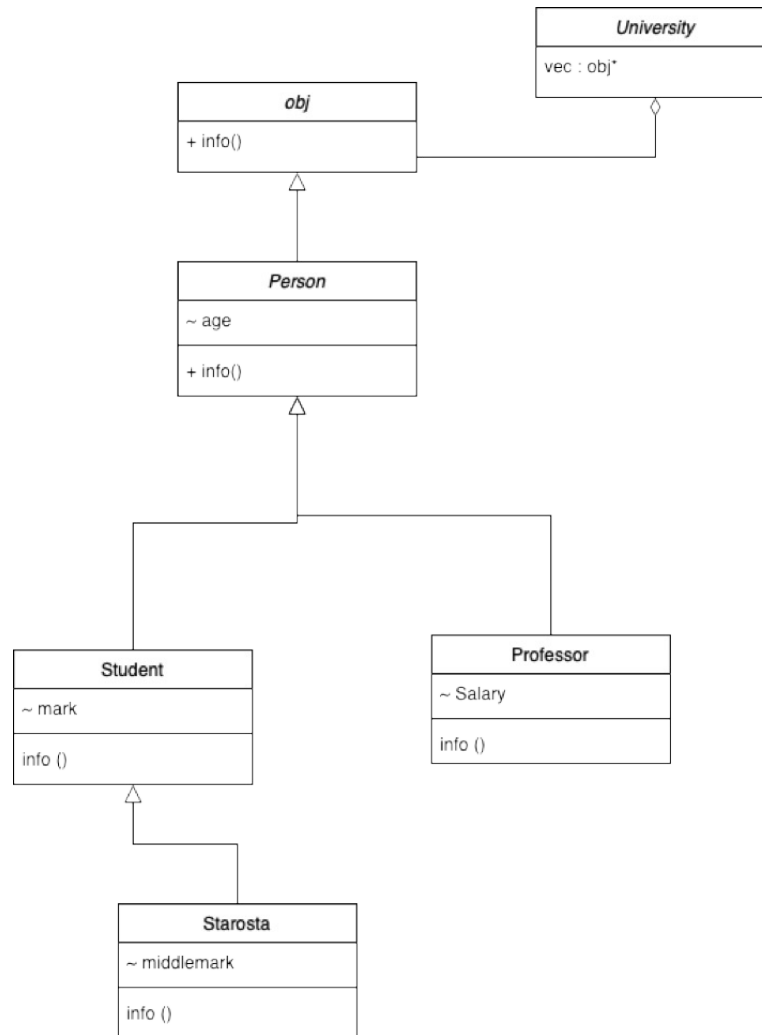 University
vec : obj*
obj
+ info()
Person
~ age
+ info()
Student
~ mark
info ()
Professor
~ Salary
info ()
Starosta
~ middlemark
info ()